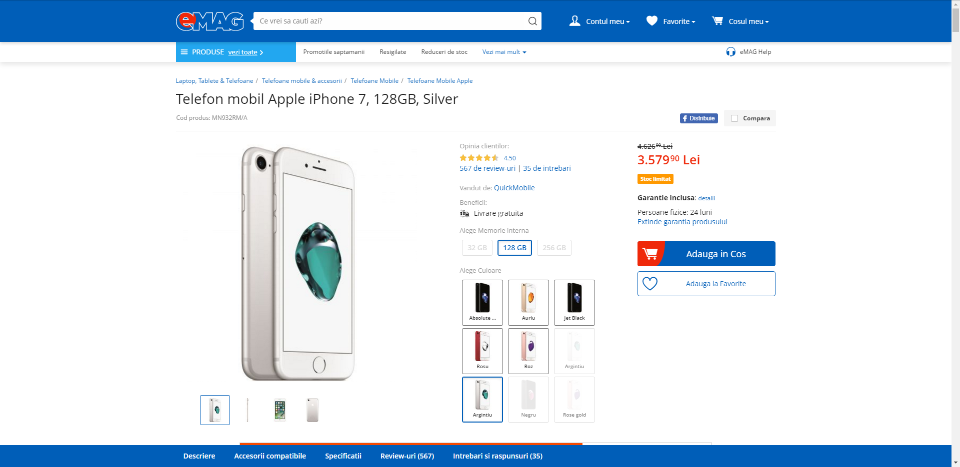 eMAG
Ce vrei sa cauti azi?
Contul meu
Favorite
Cosul meu
PRODUSE vezi toate
Promotiile saptamanii
Resigilate
Reduceri de stoc
Vezi mai mult
eMAG Help
Laptop, Tablete & Telefoane / Telefoane mobile & accesorii / Telefoane Mobile / Telefoane Mobile Apple
Telefon mobil Apple iPhone 7, 128GB, Silver
Cod produs: MN932RM/A
Distribuie
Compara
Opinia clientilor:
4.50
567 de review-uri | 35 de intrebari
Vandut de: QuickMobile
Beneficii:
Livrare gratuita
Alege Memorie interna
32 GB
128 GB
256 GB
Alege Culoare
Absolute ...
Auriu
Jet Black
Rosu
Roz
Argintiu
Argintiu
Negru
Rose gold
4.626⁹⁰ Lei
3.579⁹⁰ Lei
Stoc limitat
Garantie inclusa: detalii
Persoane fizice: 24 luni
Extinde garantia produsului
Adauga in Cos
Adauga la Favorite
Descriere
Accesorii compatibile
Specificatii
Review-uri (567)
Intrebari si raspunsuri (35)